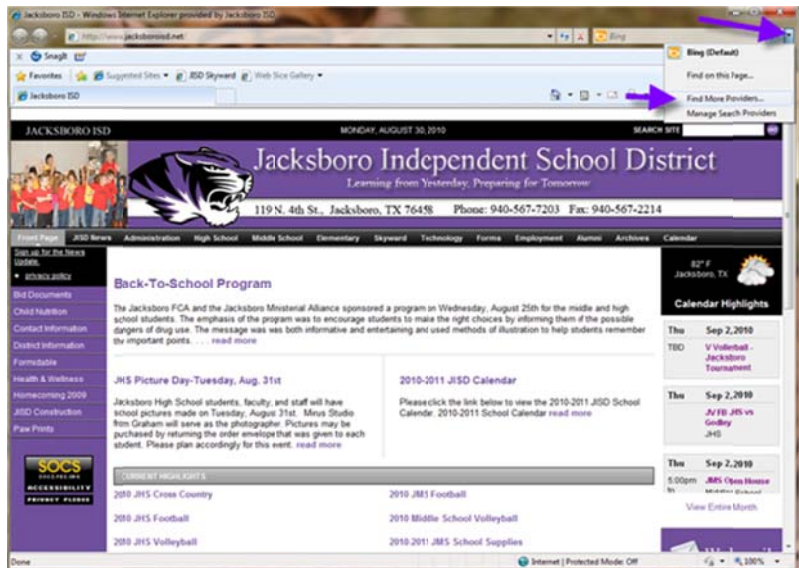 Jacksboro ISD - Windows Internet Explorer provided by Jacksboro ISD
http://www.jacksboroisd.net/
Bing
X SnagIt
Bing (Default)
Find on this Page...
Find More Providers...
Manage Search Providers
Favorites Suggested Sites JISD Skyward Web Slice Gallery
Jacksboro ISD
JACKSBORO ISD MONDAY, AUGUST 30, 2010 SEARCH SITE
Jacksboro Independent School District
Learning from Yesterday, Preparing for Tomorrow
119 N. 4th St., Jacksboro, TX 76458 Phone: 940-567-7203 Fax: 940-567-2214
Front Page JISD News Administration High School Middle School Elementary Skyward Technology Forms Employment Alumni Archives Calendar
Sign up for the News Update.
privacy policy
Bid Documents
Child Nutrition
Contact Information
District Information
Formidable
Health & Wellness
Homecoming 2009
JISD Construction
Paw Prints
SOCS
ACCESSIBILITY
PRIVACY PLEDGE
Back-To-School Program
The Jacksboro FCA and the Jacksboro Ministerial Alliance sponsored a program on Wednesday, August 25th for the middle and high
school students. The emphasis of the program was to encourage students to make the right choices by informing them if the possible
dangers of drug use. The message was was both informative and entertaining and used methods of illustration to help students remember
the important points. . . . read more
JHS Picture Day-Tuesday, Aug. 31st
Jacksboro High School students, faculty, and staff will have
school pictures made on Tuesday, August 31st. Mirus Studio
from Graham will serve as the photographer. Pictures may be
purchased by returning the order envelope that was given to each
student. Please plan accordingly for this event. read more
2010-2011 JISD Calendar
Please click the link below to view the 2010-2011 JISD School
Calendar. 2010-2011 School Calendar read more
CURRENT HIGHLIGHTS
2010 JHS Cross Country 2010 JMS Football
2010 JHS Football 2010 Middle School Volleyball
2010 JHS Volleyball 2010-2011 JMS School Supplies
82° F
Jacksboro, TX
Calendar Highlights
Thu Sep 2, 2010
TBD V Volleyball -
Jacksboro
Tournament
Thu Sep 2, 2010
JV FB JHS vs
Godley
JHS
Thu Sep 2, 2010
5:00pm JMS Open House
to Middle School
View Entire Month
Done Internet | Protected Mode: Off 100%